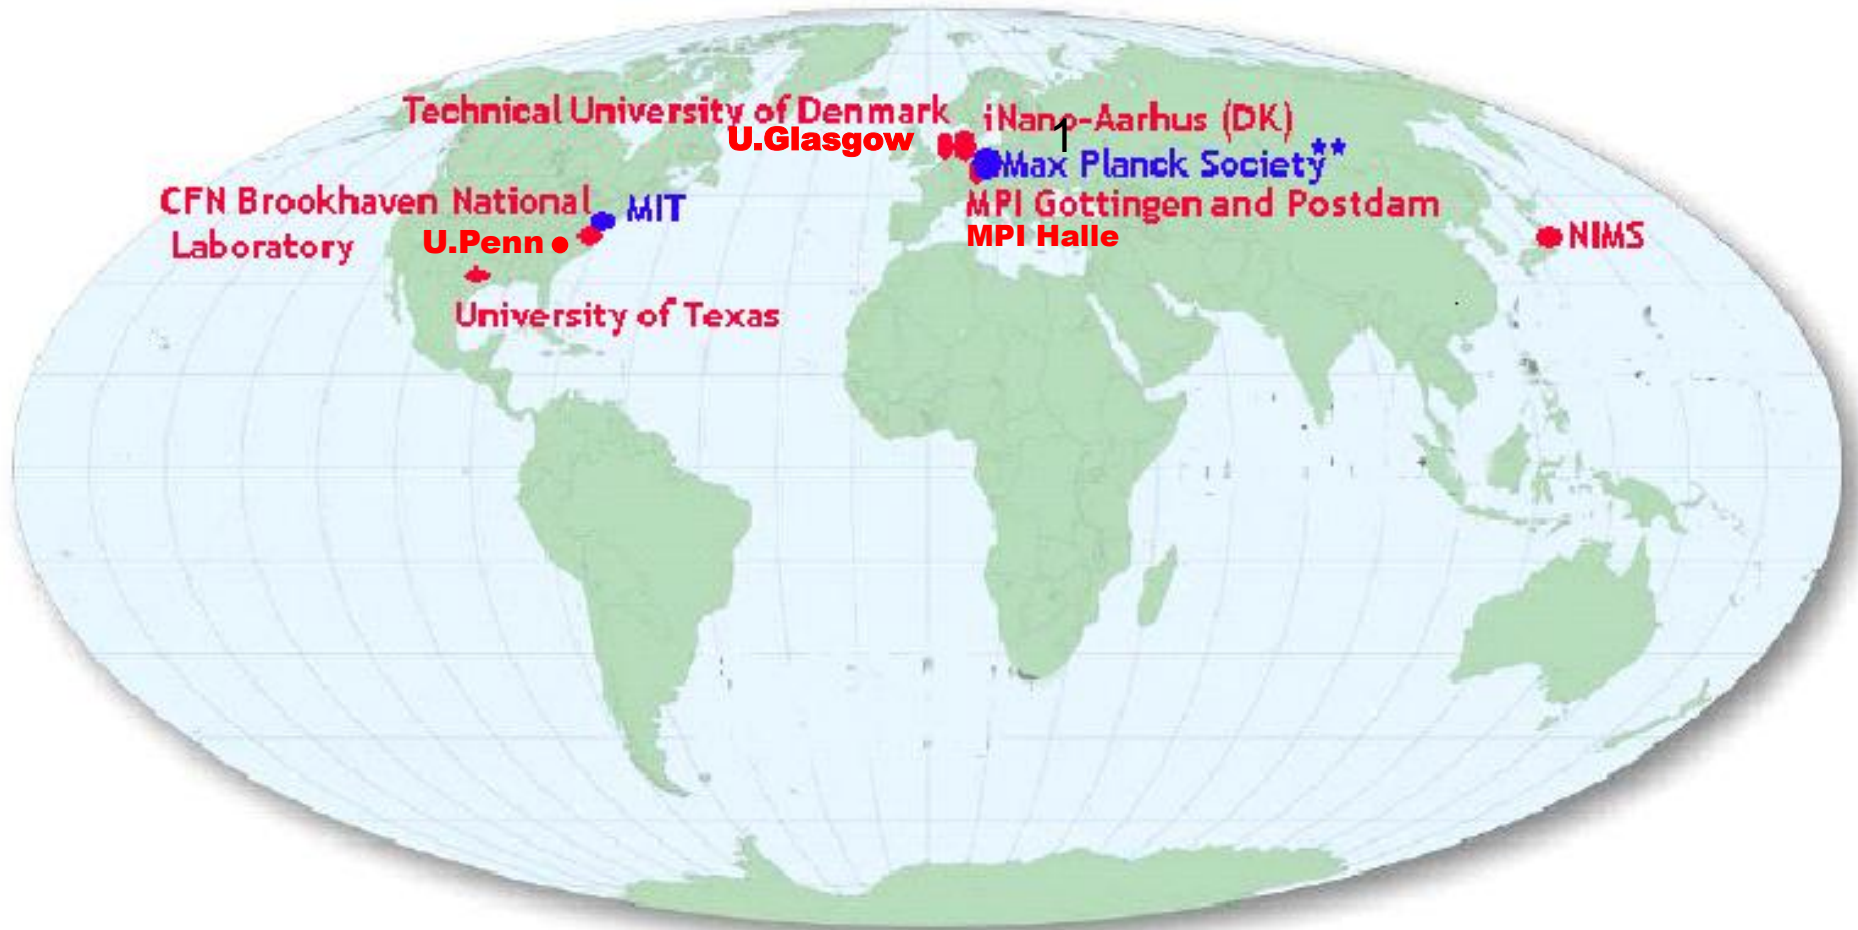 Technical University of Denmark
iNano-Aarhus (DK)
1
U.Glasgow
Max Planck Society**
CFN Brookhaven National
Laboratory
MIT
MPI Gottingen and Postdam
U.Penn
MPI Halle
NIMS
University of Texas